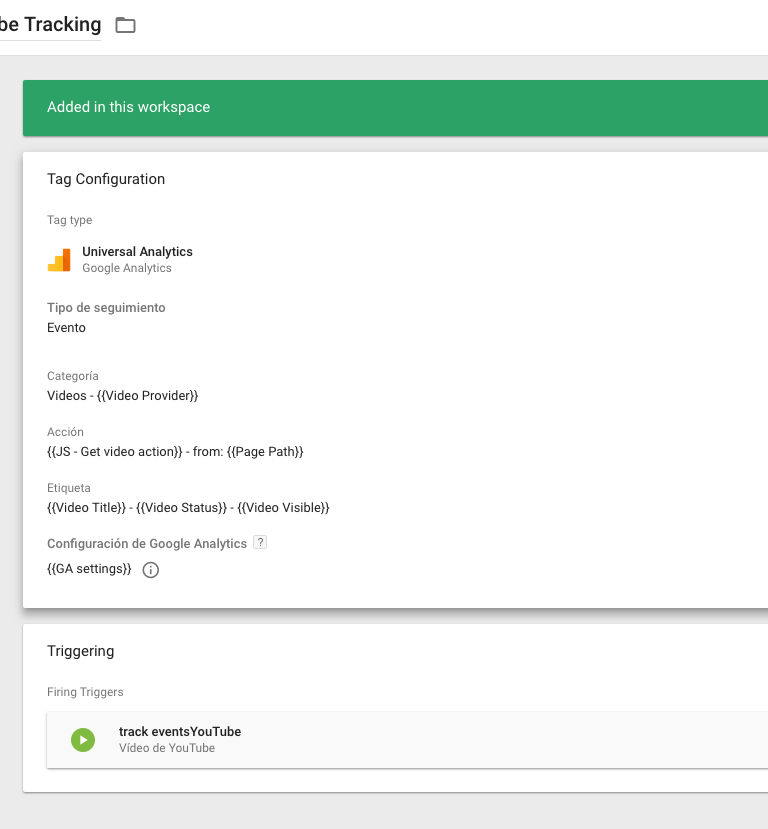 be Tracking
Added in this workspace
Tag Configuration
Tag type
Universal Analytics
Google Analytics
Tipo de seguimiento
Evento
Categoría
Videos - {{Video Provider}}
Acción
{{JS - Get video action}} - from: {{Page Path}}
Etiqueta
{{Video Title}} - {{Video Status}} - {{Video Visible}}
Configuración de Google Analytics ?
{{GA settings}}
Triggering
Firing Triggers
track eventsYouTube
Vídeo de YouTube